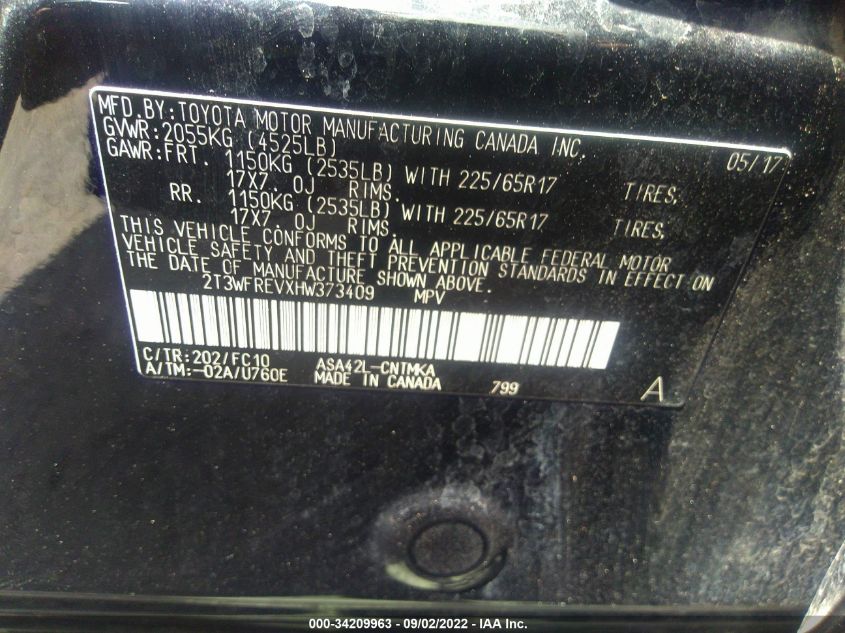 MFD.BY:TOYOTA MOTOR MANUFACTURING CANADA INC. 05/17
GVWR:2055KG (4525LB)
GAWR:FRT. 1150KG (2535LB) WITH 225/65R17 TIRES,
17X7. 0J RIMS.
RR. 1150KG (2535LB) WITH 225/65R17 TIRES,
17X7. 0J RIMS.
THIS VEHICLE CONFORMS TO ALL APPLICABLE FEDERAL MOTOR
VEHICLE SAFETY AND THEFT PREVENTION STANDARDS IN EFFECT ON
THE DATE OF MANUFACTURE SHOWN ABOVE.
2T3WFREVXHW373409 MPV
C/TR:202/FC10 ASA42L-CNTMKA
A/TM:-02A/U760E MADE IN CANADA 799 A
000-34209963 - 09/02/2022 - IAA Inc.